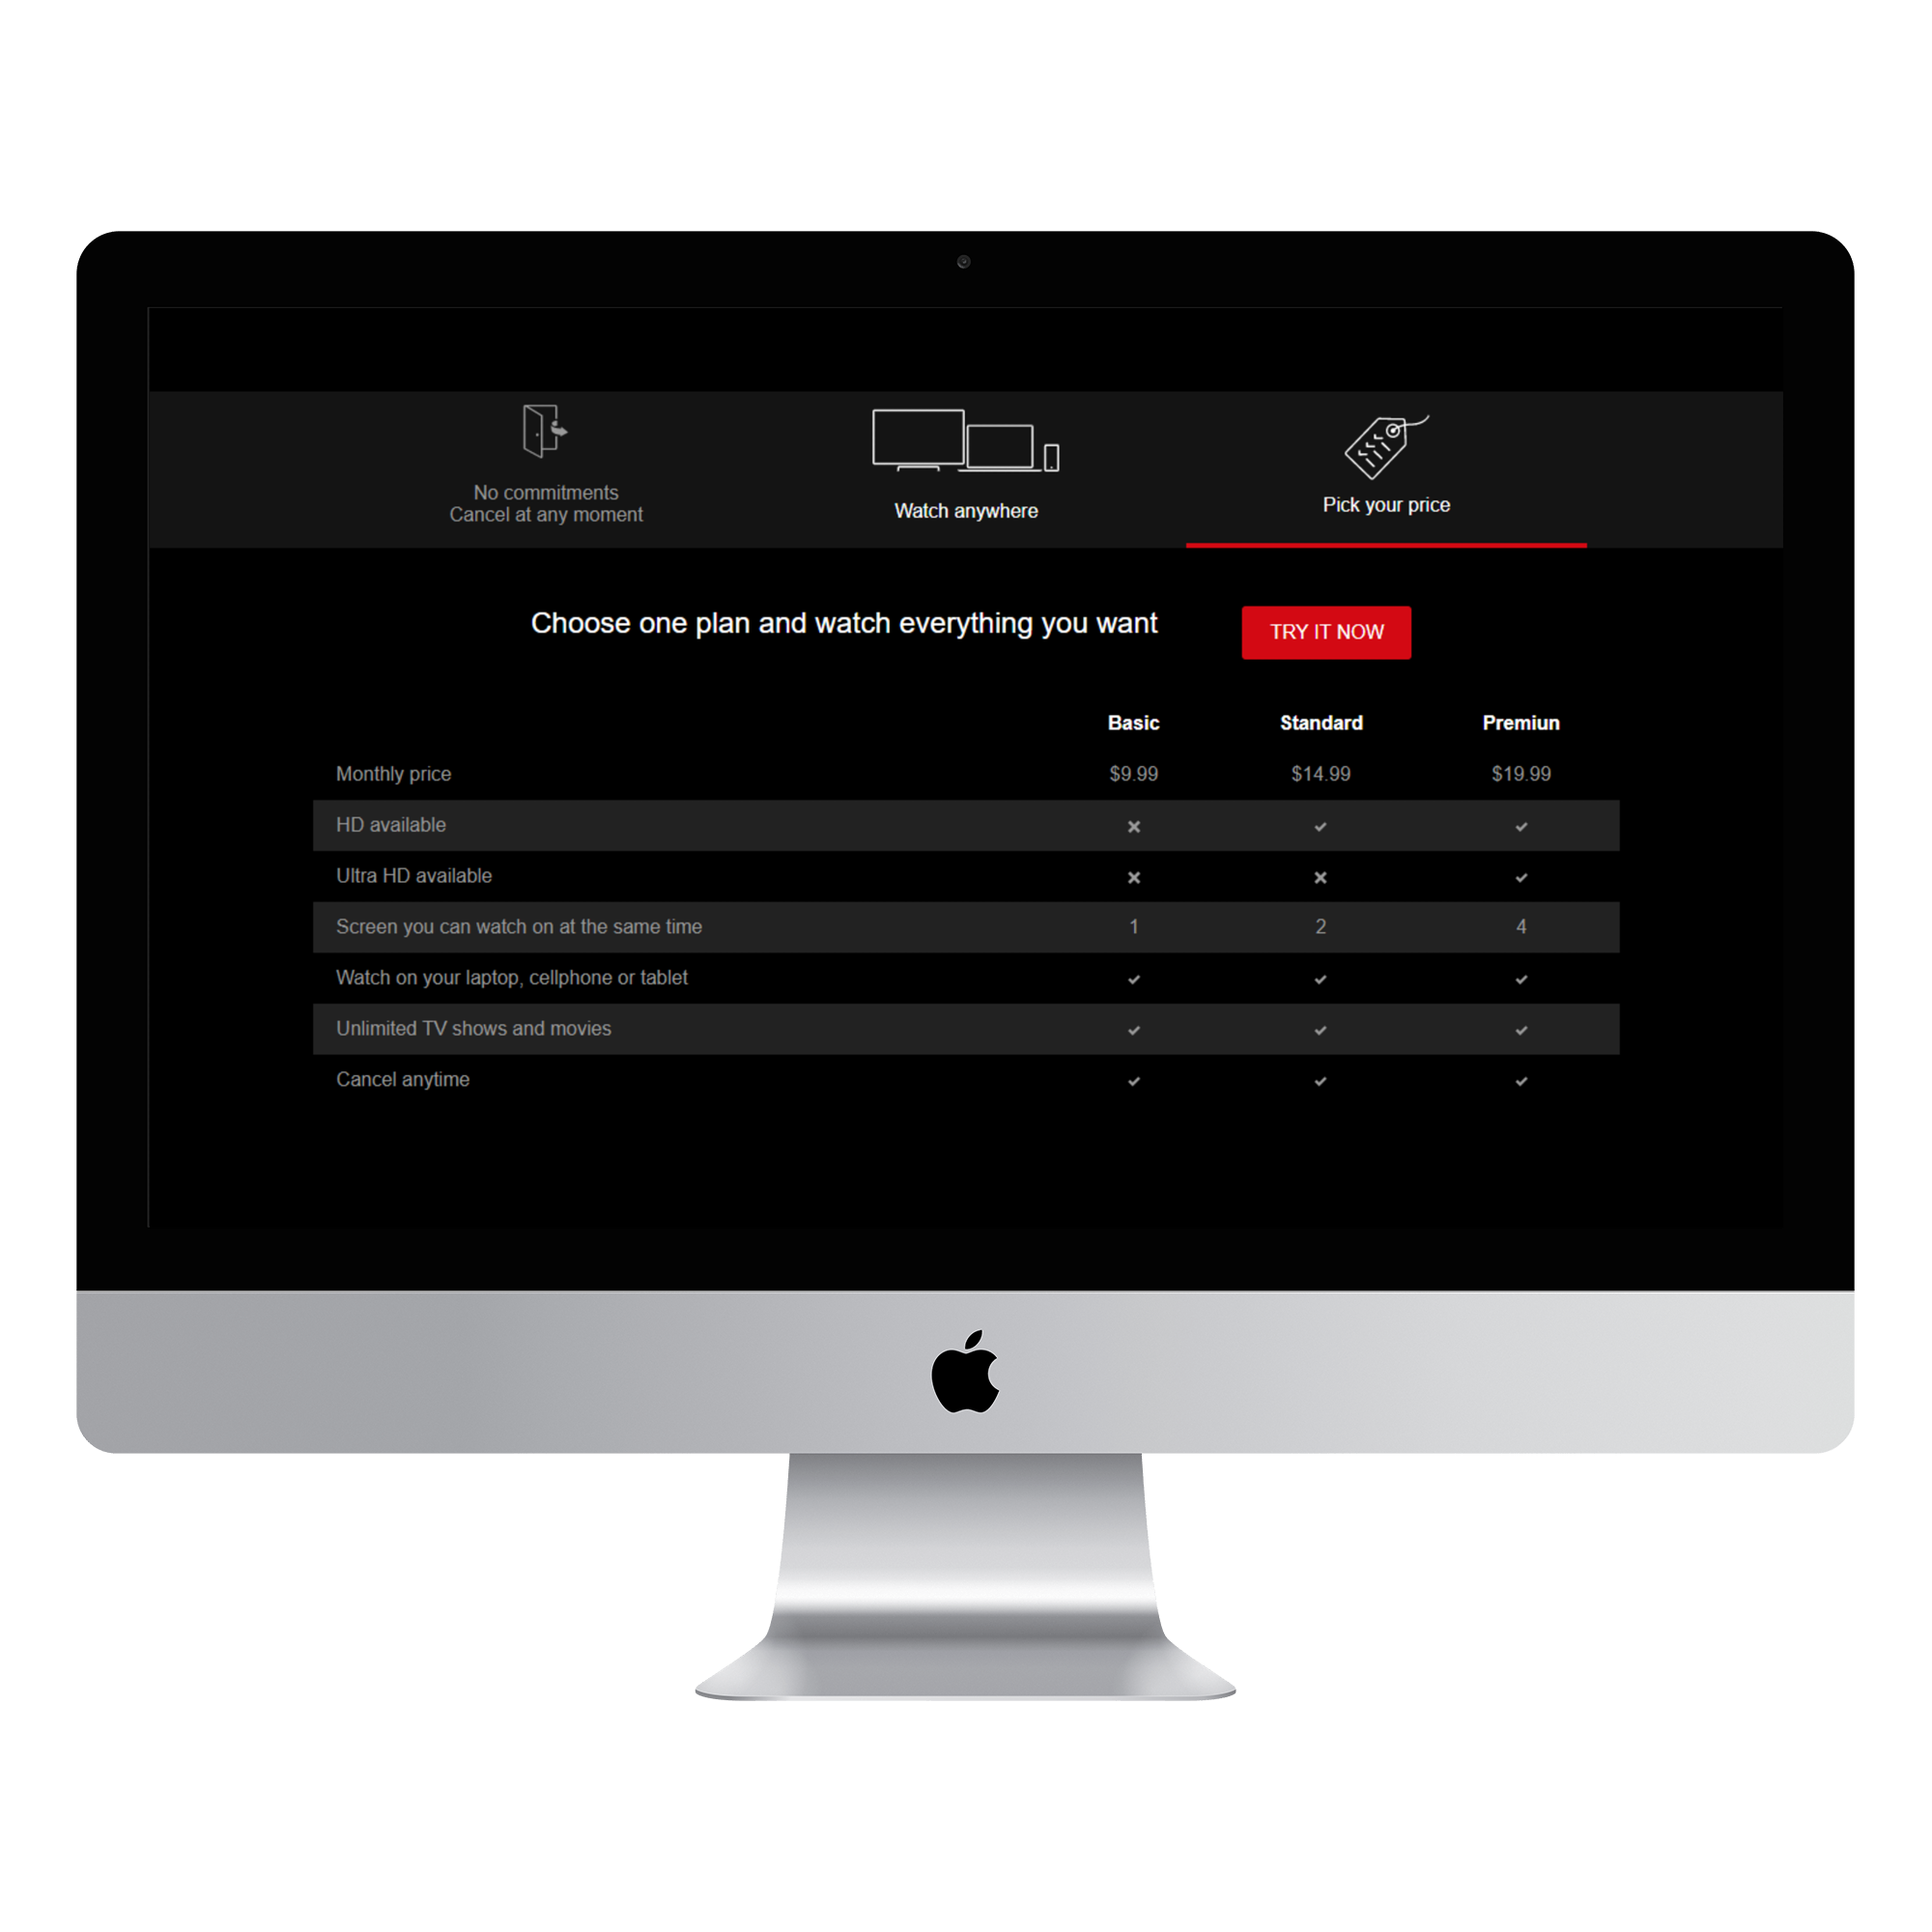 No commitments
Cancel at any moment
Watch anywhere
Pick your price
Choose one plan and watch everything you want
TRY IT NOW
Basic Standard Premiun
Monthly price $9.99 $14.99 $19.99
HD available
Ultra HD available
Screen you can watch on at the same time 1 2 4
Watch on your laptop, cellphone or tablet
Unlimited TV shows and movies
Cancel anytime